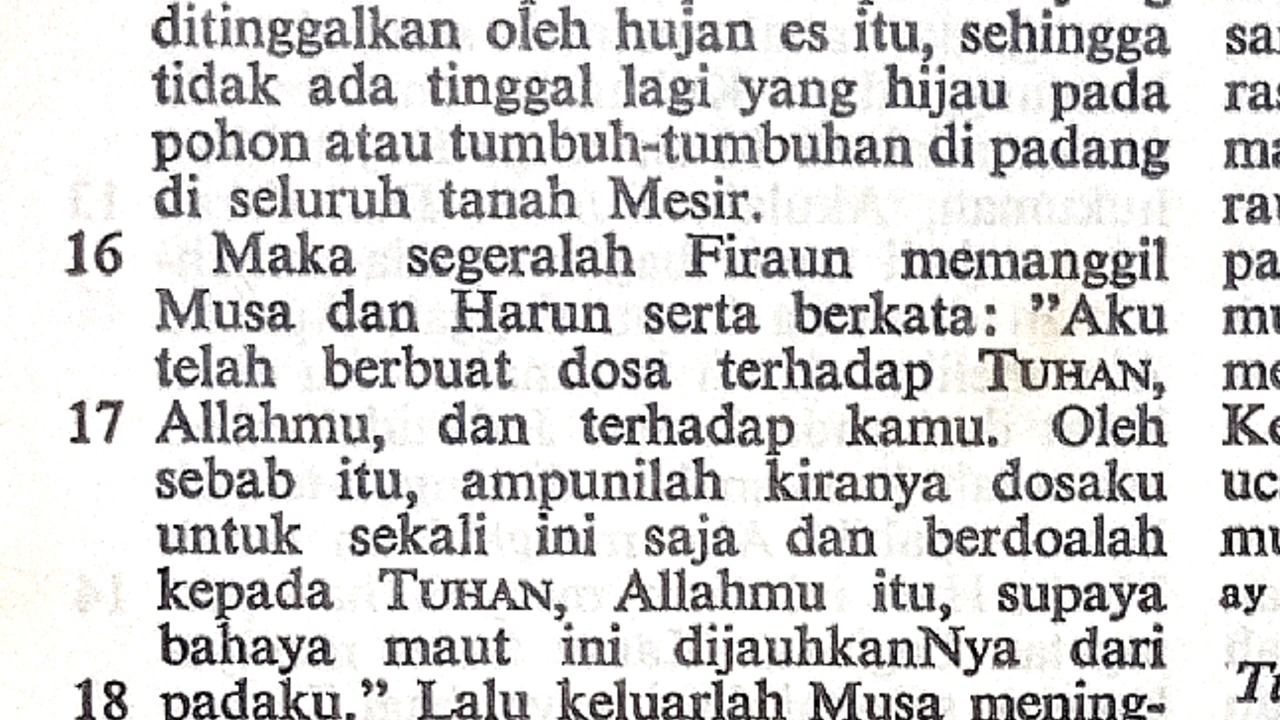 ditinggalkan oleh hujan es itu, sehingga
tidak ada tinggal lagi yang hijau pada
pohon atau tumbuh-tumbuhan di padang
di seluruh tanah Mesir.
16 Maka segeralah Firaun memanggil
Musa dan Harun serta berkata: ”Aku
telah berbuat dosa terhadap TUHAN,
17 Allahmu, dan terhadap kamu. Oleh
sebab itu, ampunilah kiranya dosaku
untuk sekali ini saja dan berdoalah
kepada TUHAN, Allahmu itu, supaya
bahaya maut ini dijauhkanNya dari
18 padaku.” Lalu keluarlah Musa mening-
ay